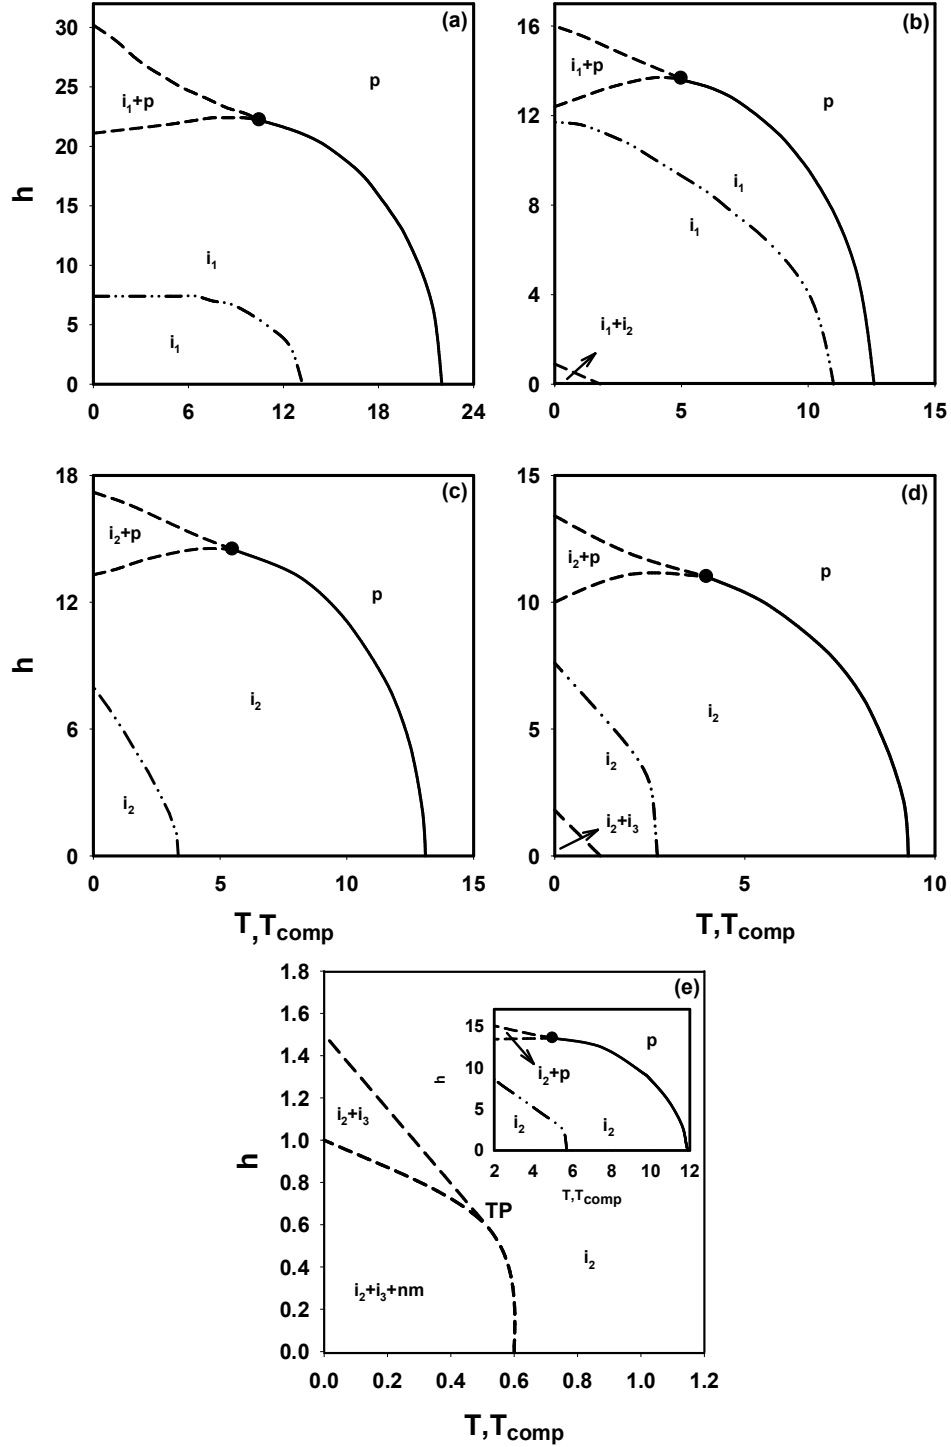 (a)
30
25
20
15
10
5
0
h
p
i₁+p
i₁
i₁
0 6 12 18 24
(b)
16
12
8
4
0
p
i₁+p
i₁
i₁
i₁+i₂
0 5 10 15
(c)
18
12
6
0
h
i₂+p
p
i₂
i₂
0 5 10 15
T,Tcomp
(d)
15
10
5
0
i₂+p
p
i₂
i₂
i₂+i₃
0 5 10
T,Tcomp
(e)
1.8
1.6
1.4
1.2
1.0
0.8
0.6
0.4
0.2
0.0
h
i₂+i₃
TP
i₂
i₂+i₃+nm
0.0 0.2 0.4 0.6 0.8 1.0 1.2
T,Tcomp
15
10
5
0
h
p
i₂+p
i₂
i₂
2 4 6 8 10 12
T,Tcomp